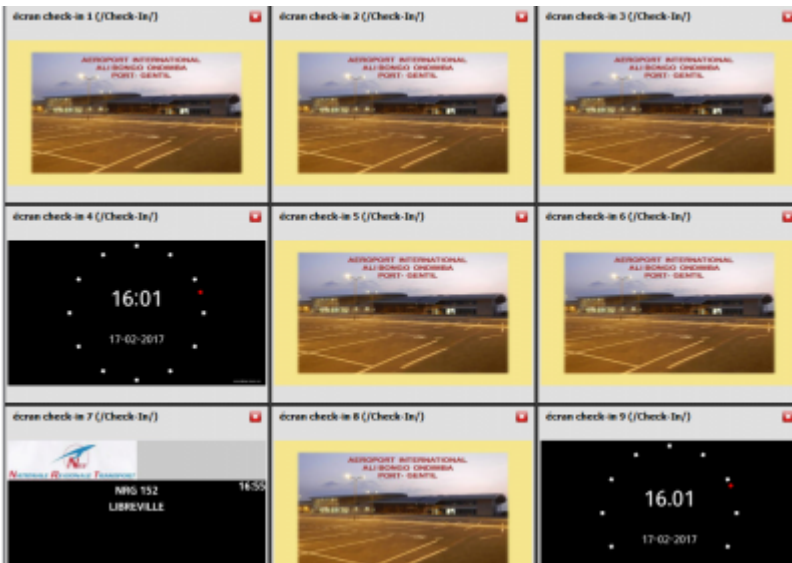 écran check-in 1 (/Check-In/)
écran check-in 2 (/Check-In/)
écran check-in 3 (/Check-In/)
AEROPORT INTERNATIONAL
ALI BONGO ONDIMBA
PORT- GENTIL
AEROPORT INTERNATIONAL
ALI BONGO ONDIMBA
PORT- GENTIL
AEROPORT INTERNATIONAL
ALI BONGO ONDIMBA
PORT- GENTIL
écran check-in 4 (/Check-In/)
écran check-in 5 (/Check-In/)
écran check-in 6 (/Check-In/)
16:01
17-02-2017
AEROPORT INTERNATIONAL
ALI BONGO ONDIMBA
PORT- GENTIL
AEROPORT INTERNATIONAL
ALI BONGO ONDIMBA
PORT- GENTIL
écran check-in 7 (/Check-In/)
écran check-in 8 (/Check-In/)
écran check-in 9 (/Check-In/)
NATIONALE REGIONALE TRANSPORT
NRG 152
16:55
LIBREVILLE
AEROPORT INTERNATIONAL
ALI BONGO ONDIMBA
PORT- GENTIL
16.01
17-02-2017